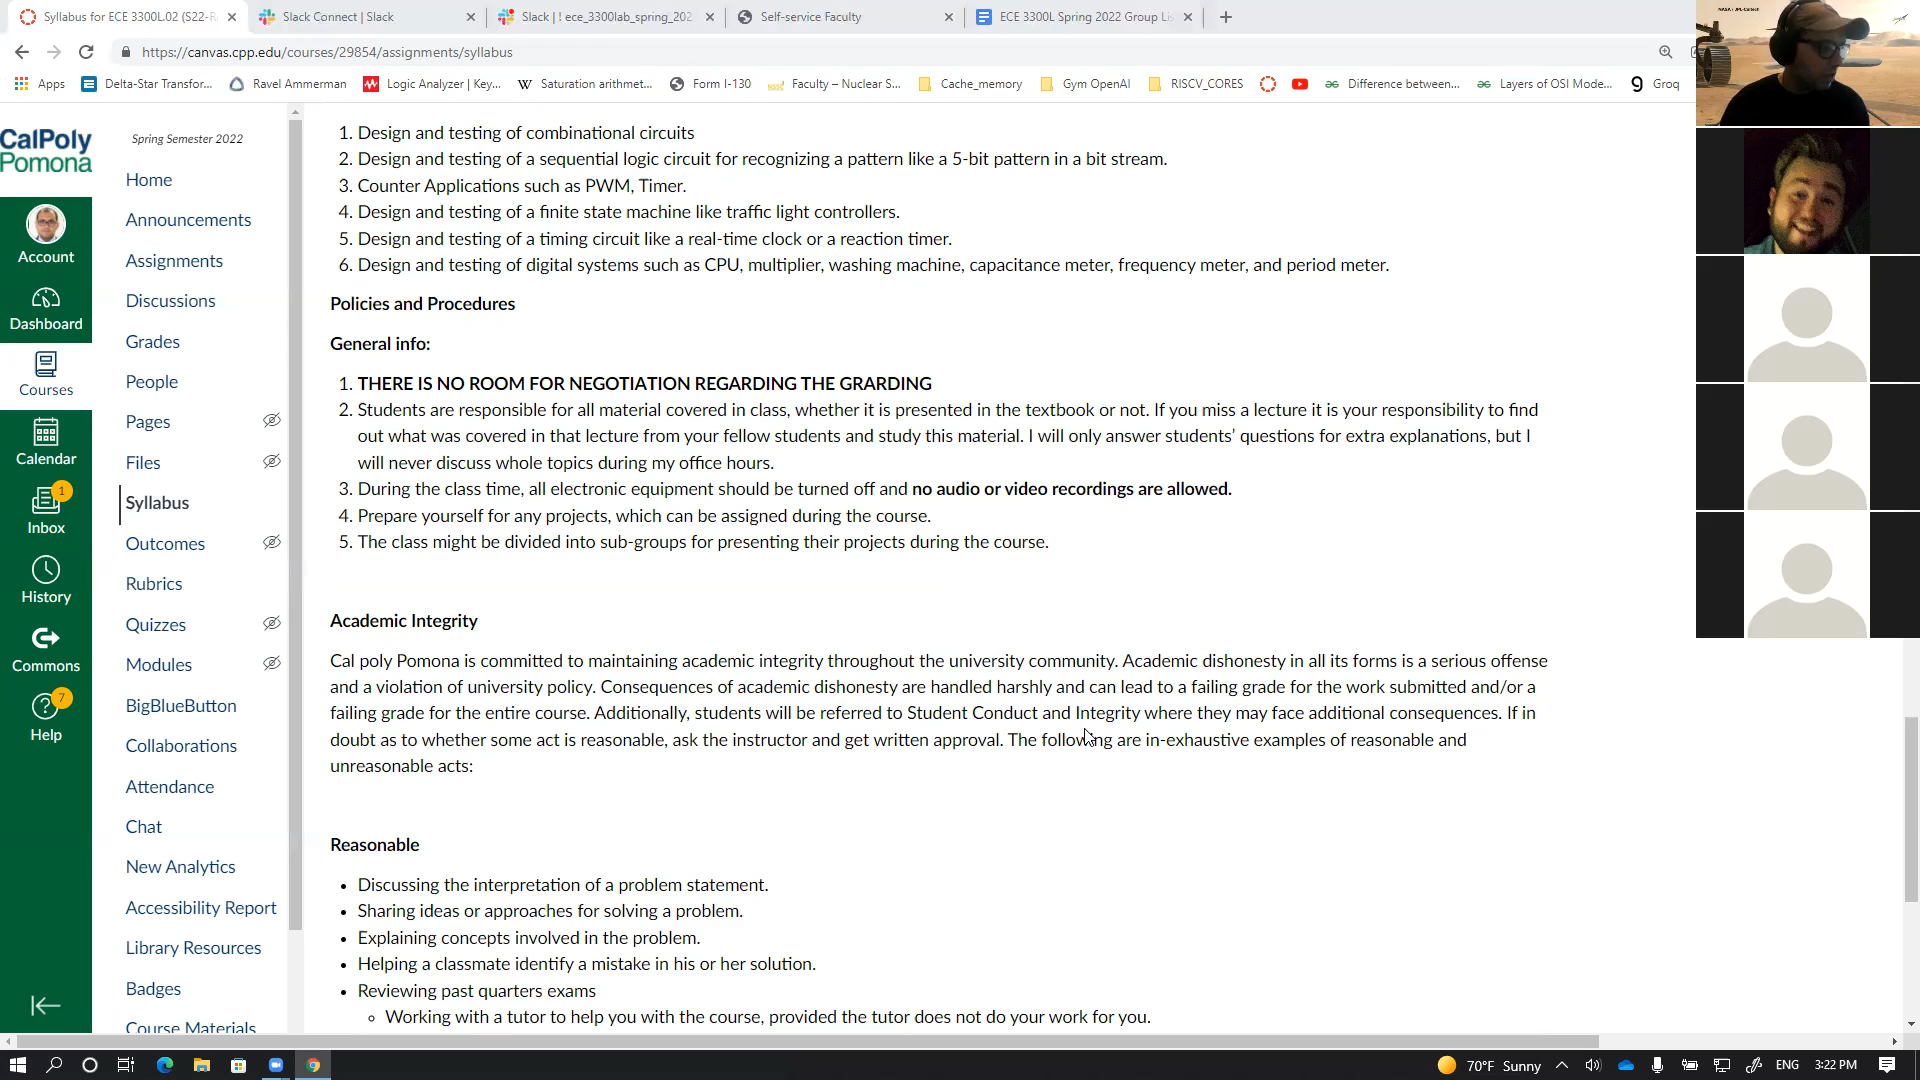 Syllabus for ECE 3300L.02 (S22-R
Slack Connect | Slack
Slack | ! ece_3300lab_spring_202
Self-service Faculty
ECE 3300L Spring 2022 Group Lis
https://canvas.cpp.edu/courses/29854/assignments/syllabus
Apps
Delta-Star Transfor...
Ravel Ammerman
Logic Analyzer | Key...
Saturation arithmet...
Form I-130
Faculty – Nuclear S...
Cache_memory
Gym OpenAI
RISCV_CORES
Difference between...
Layers of OSI Mode...
Groq
NASA / JPL-Caltech
CalPoly
Pomona
Account
Dashboard
Courses
Calendar
1
Inbox
History
Commons
7
Help
Spring Semester 2022
Home
Announcements
Assignments
Discussions
Grades
People
Pages
Files
Syllabus
Outcomes
Rubrics
Quizzes
Modules
BigBlueButton
Collaborations
Attendance
Chat
New Analytics
Accessibility Report
Library Resources
Badges
Course Materials
1. Design and testing of combinational circuits
2. Design and testing of a sequential logic circuit for recognizing a pattern like a 5-bit pattern in a bit stream.
3. Counter Applications such as PWM, Timer.
4. Design and testing of a finite state machine like traffic light controllers.
5. Design and testing of a timing circuit like a real-time clock or a reaction timer.
6. Design and testing of digital systems such as CPU, multiplier, washing machine, capacitance meter, frequency meter, and period meter.
Policies and Procedures
General info:
1. THERE IS NO ROOM FOR NEGOTIATION REGARDING THE GRARDING
2. Students are responsible for all material covered in class, whether it is presented in the textbook or not. If you miss a lecture it is your responsibility to find
out what was covered in that lecture from your fellow students and study this material. I will only answer students' questions for extra explanations, but I
will never discuss whole topics during my office hours.
3. During the class time, all electronic equipment should be turned off and no audio or video recordings are allowed.
4. Prepare yourself for any projects, which can be assigned during the course.
5. The class might be divided into sub-groups for presenting their projects during the course.
Academic Integrity
Cal poly Pomona is committed to maintaining academic integrity throughout the university community. Academic dishonesty in all its forms is a serious offense
and a violation of university policy. Consequences of academic dishonesty are handled harshly and can lead to a failing grade for the work submitted and/or a
failing grade for the entire course. Additionally, students will be referred to Student Conduct and Integrity where they may face additional consequences. If in
doubt as to whether some act is reasonable, ask the instructor and get written approval. The following are in-exhaustive examples of reasonable and
unreasonable acts:
Reasonable
• Discussing the interpretation of a problem statement.
• Sharing ideas or approaches for solving a problem.
• Explaining concepts involved in the problem.
• Helping a classmate identify a mistake in his or her solution.
• Reviewing past quarters exams
◦ Working with a tutor to help you with the course, provided the tutor does not do your work for you.
70°F Sunny
ENG
3:22 PM